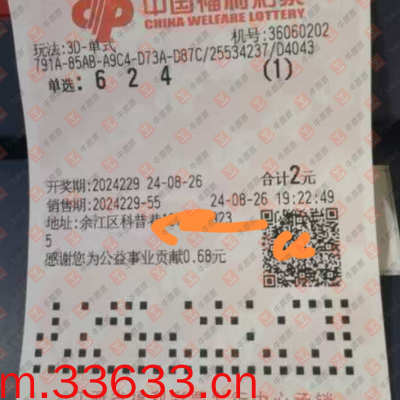 中国福利彩票
CHINA WELFARE LOTTERY
玩法:3D-单式
机号:36060202
791A-85AB-A9C4-D73A-D87C/25534237/D4043
单选: 6 2 4 (1)
开奖期:2024229 24-08-26 合计2元
销售期:2024229-55 24-08-26 19:22:49
地址:余江区科昔 023
5
感谢您为公益事业贡献0.68元
m.33633.cn